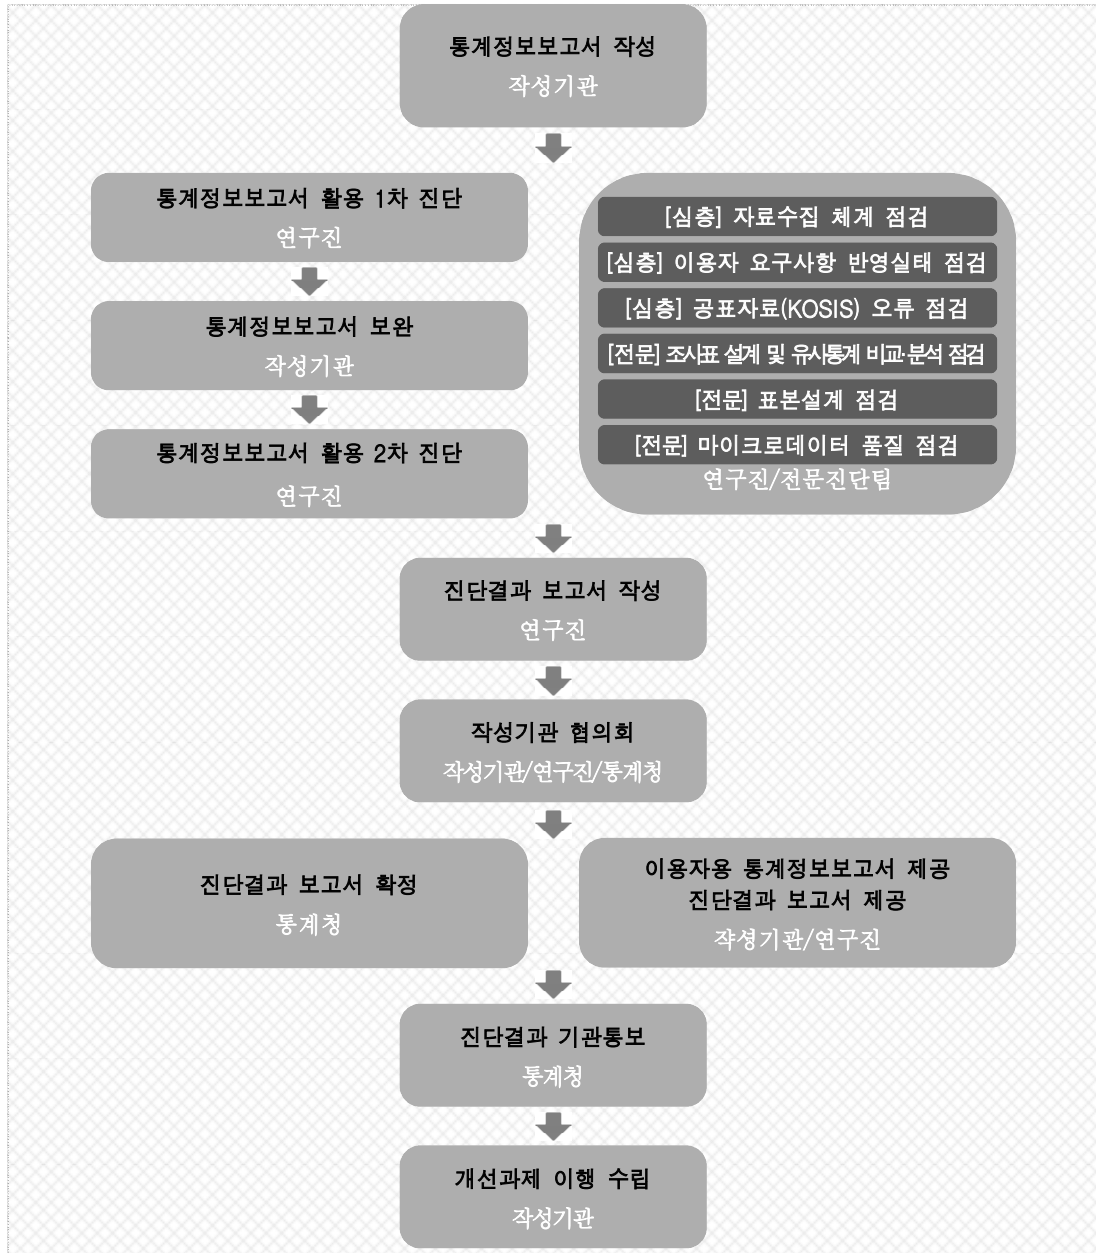 통계정보보고서 작성
작성기관
통계정보보고서 활용 1차 진단
연구진
통계정보보고서 보완
작성기관
통계정보보고서 활용 2차 진단
연구진
[심층] 자료수집 체계 점검
[심층] 이용자 요구사항 반영실태 점검
[심층] 공표자료(KOSIS) 오류 점검
[전문] 조사표 설계 및 유사통계 비교·분석 점검
[전문] 표본설계 점검
[전문] 마이크로데이터 품질 점검
연구진/전문진단팀
진단결과 보고서 작성
연구진
작성기관 협의회
작성기관/연구진/통계청
진단결과 보고서 확정
통계청
이용자용 통계정보보고서 제공
진단결과 보고서 제공
작성기관/연구진
진단결과 기관통보
통계청
개선과제 이행 수립
작성기관